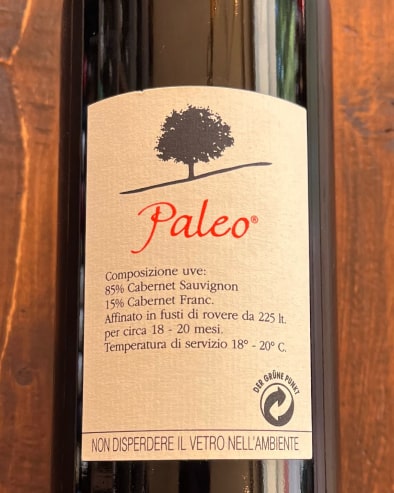 Paleo®
Composizione uve:
85% Cabernet Sauvignon
15% Cabernet Franc.
Affinato in fusti di rovere da 225 lt.
per circa 18 - 20 mesi.
Temperatura di servizio 18° - 20° C.
DER GRÜNE PUNKT
NON DISPERDERE IL VETRO NELL'AMBIENTE